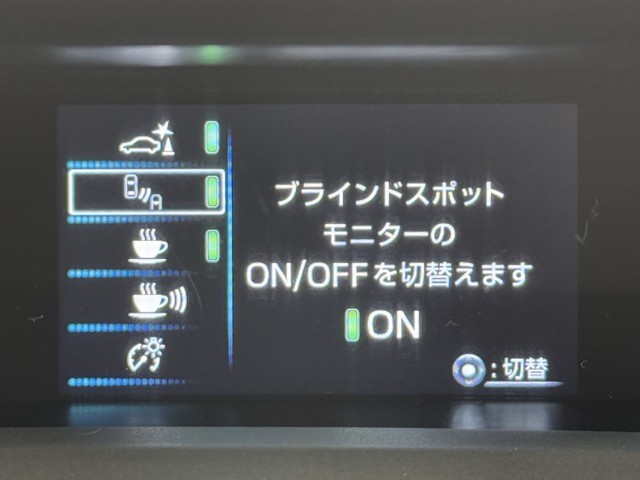 A
ブラインドスポット
モニターの
ON/OFFを切替えます
ON
:切替